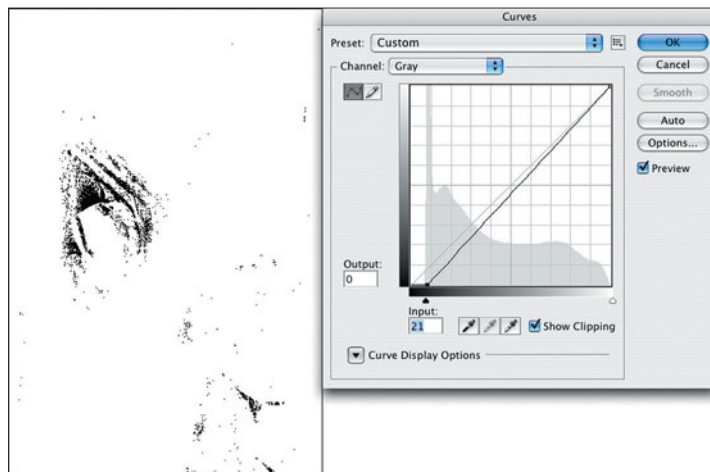 Curves
Preset: Custom
OK
Channel: Gray
Cancel
Smooth
Auto
Options...
Preview
Output:
0
Input:
21
Show Clipping
Curve Display Options